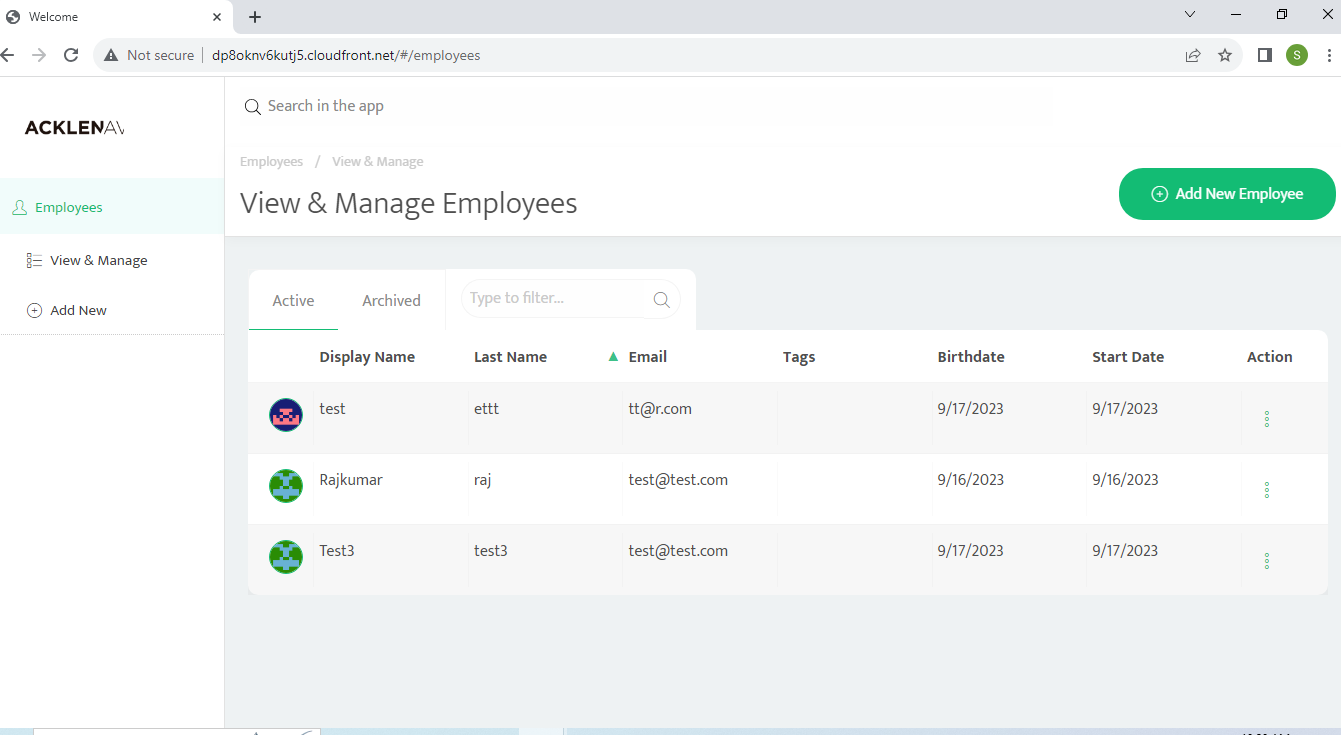 Welcome
Not secure
dp8oknv6kutj5.cloudfront.net/#/employees
S
Search in the app
ACKLENAV
Employees / View & Manage
View & Manage Employees
Add New Employee
Employees
View & Manage
Add New
Active
Archived
Type to filter...
Display Name Last Name Email Tags Birthdate Start Date Action
test ettt tt@r.com 9/17/2023 9/17/2023
Rajkumar raj test@test.com 9/16/2023 9/16/2023
Test3 test3 test@test.com 9/17/2023 9/17/2023